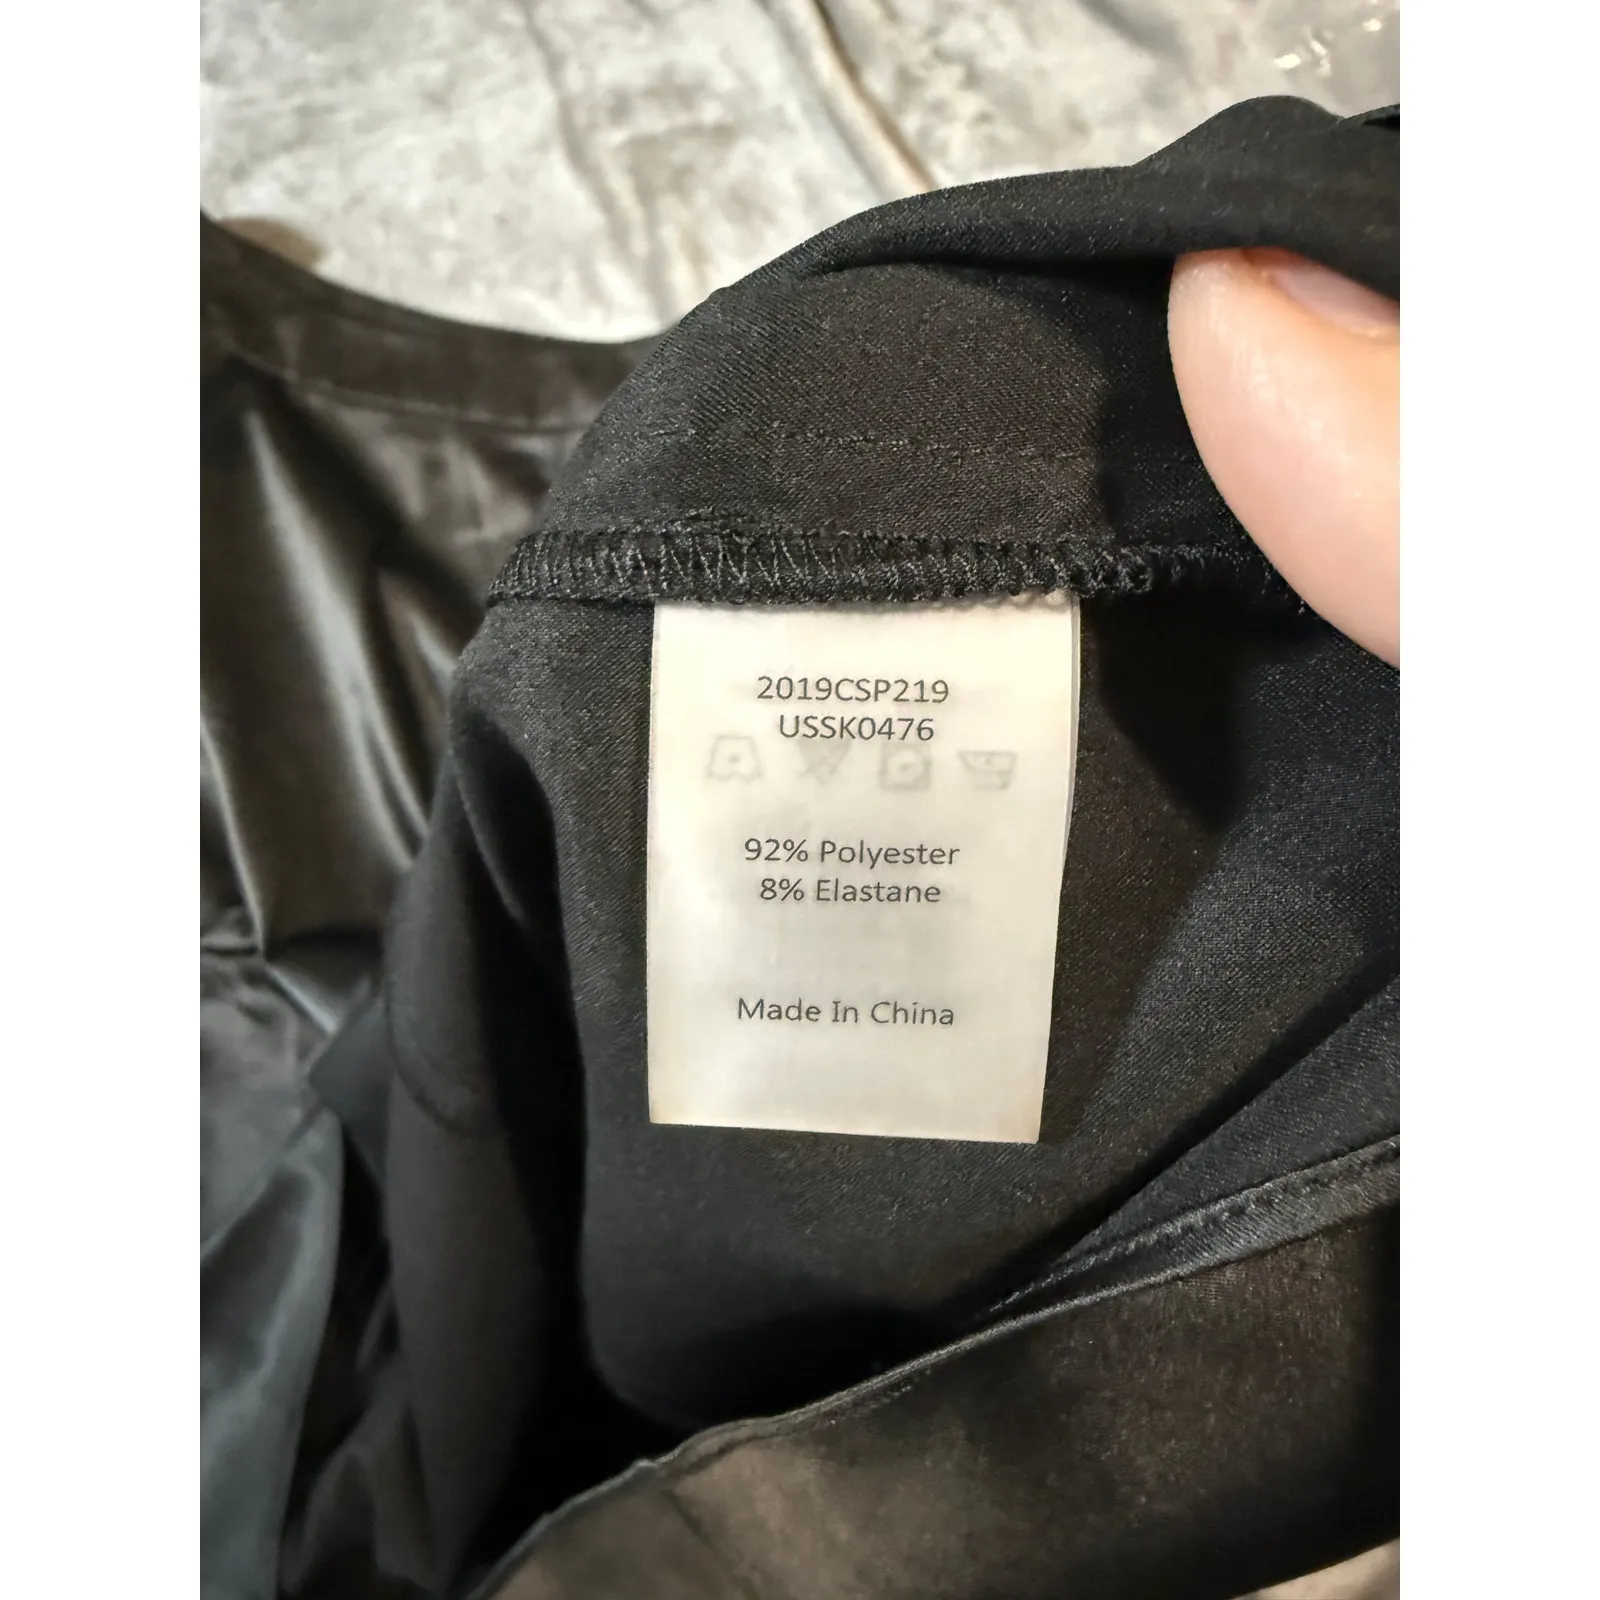 2019CSP219
USSK0476
92% Polyester
8% Elastane
Made In China